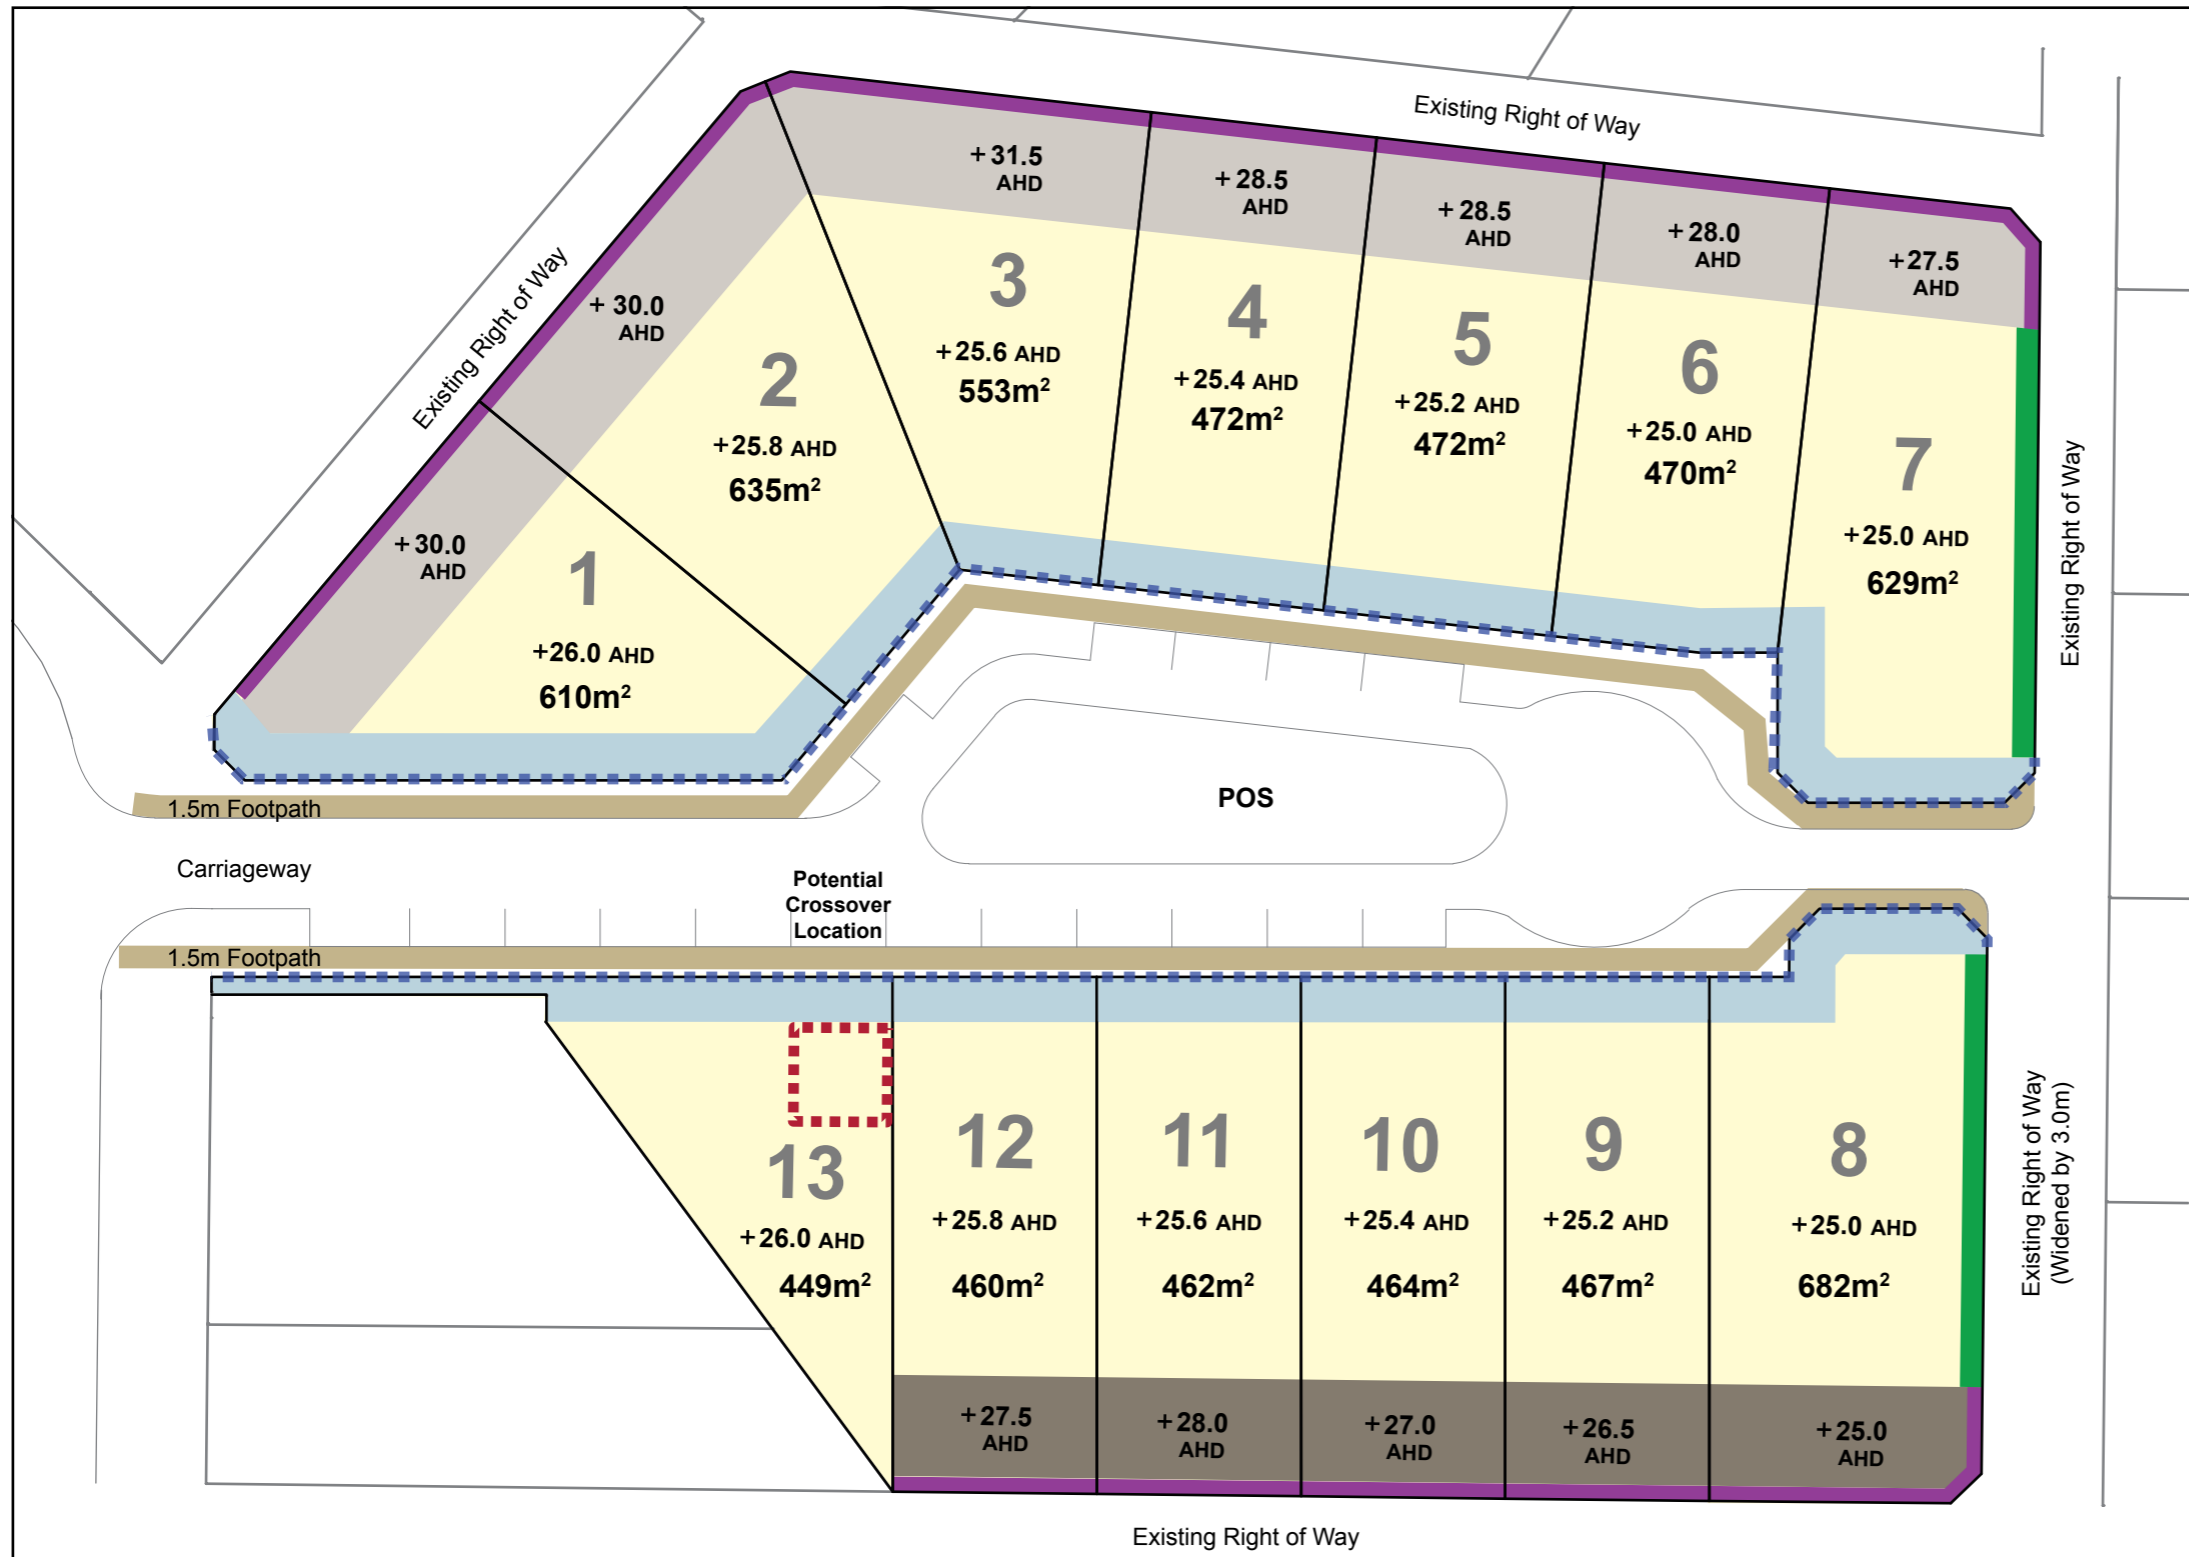 Existing Right of Way
+31.5
AHD
+28.5
AHD
+28.5
AHD
+28.0
AHD
+27.5
AHD
Existing Right of Way
+ 30.0
AHD
+30.0
AHD
3
+25.6 AHD
553m²
4
+25.4 AHD
472m²
5
+25.2 AHD
472m²
6
+25.0 AHD
470m²
7
+25.0 AHD
629m²
2
+25.8 AHD
635m²
1
+26.0 AHD
610m²
Existing Right of Way
POS
1.5m Footpath
Carriageway
Potential
Crossover
Location
1.5m Footpath
13
+26.0 AHD
449m²
12
+25.8 AHD
460m²
11
+25.6 AHD
462m²
10
+25.4 AHD
464m²
9
+25.2 AHD
467m²
8
+25.0 AHD
682m²
Existing Right of Way
(Widened by 3.0m)
+27.5
AHD
+28.0
AHD
+27.0
AHD
+26.5
AHD
+25.0
AHD
Existing Right of Way